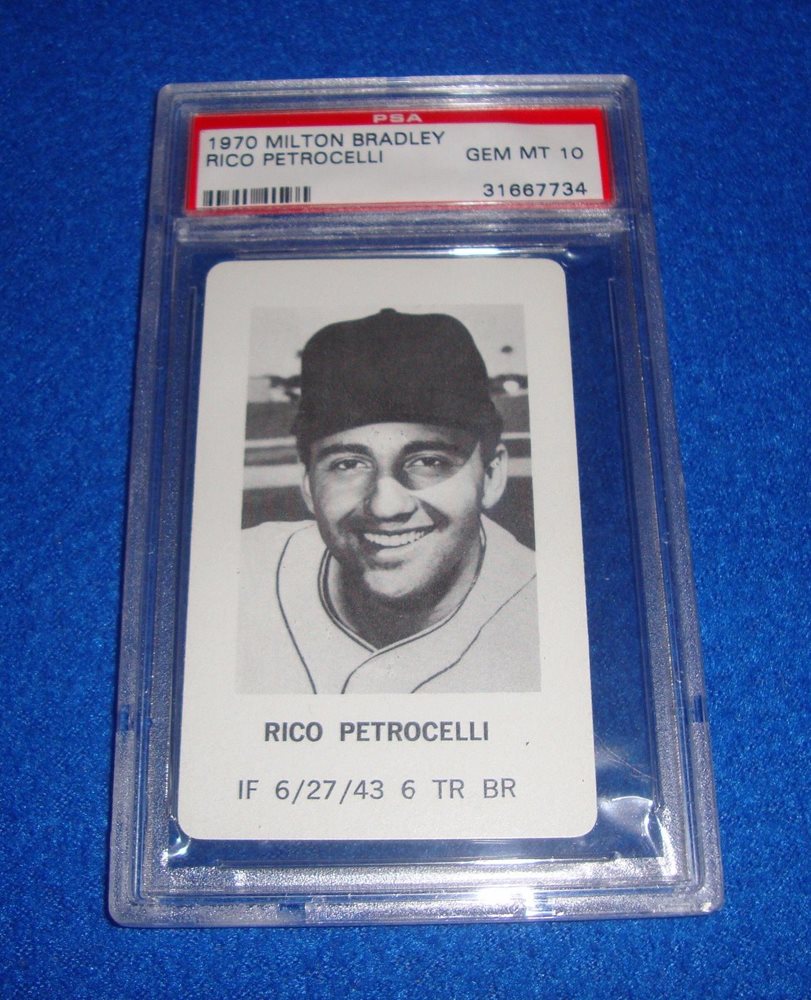 PSA
1970 MILTON BRADLEY
RICO PETROCELLI GEM MT 10
31667734
RICO PETROCELLI
IF 6/27/43 6 TR BR